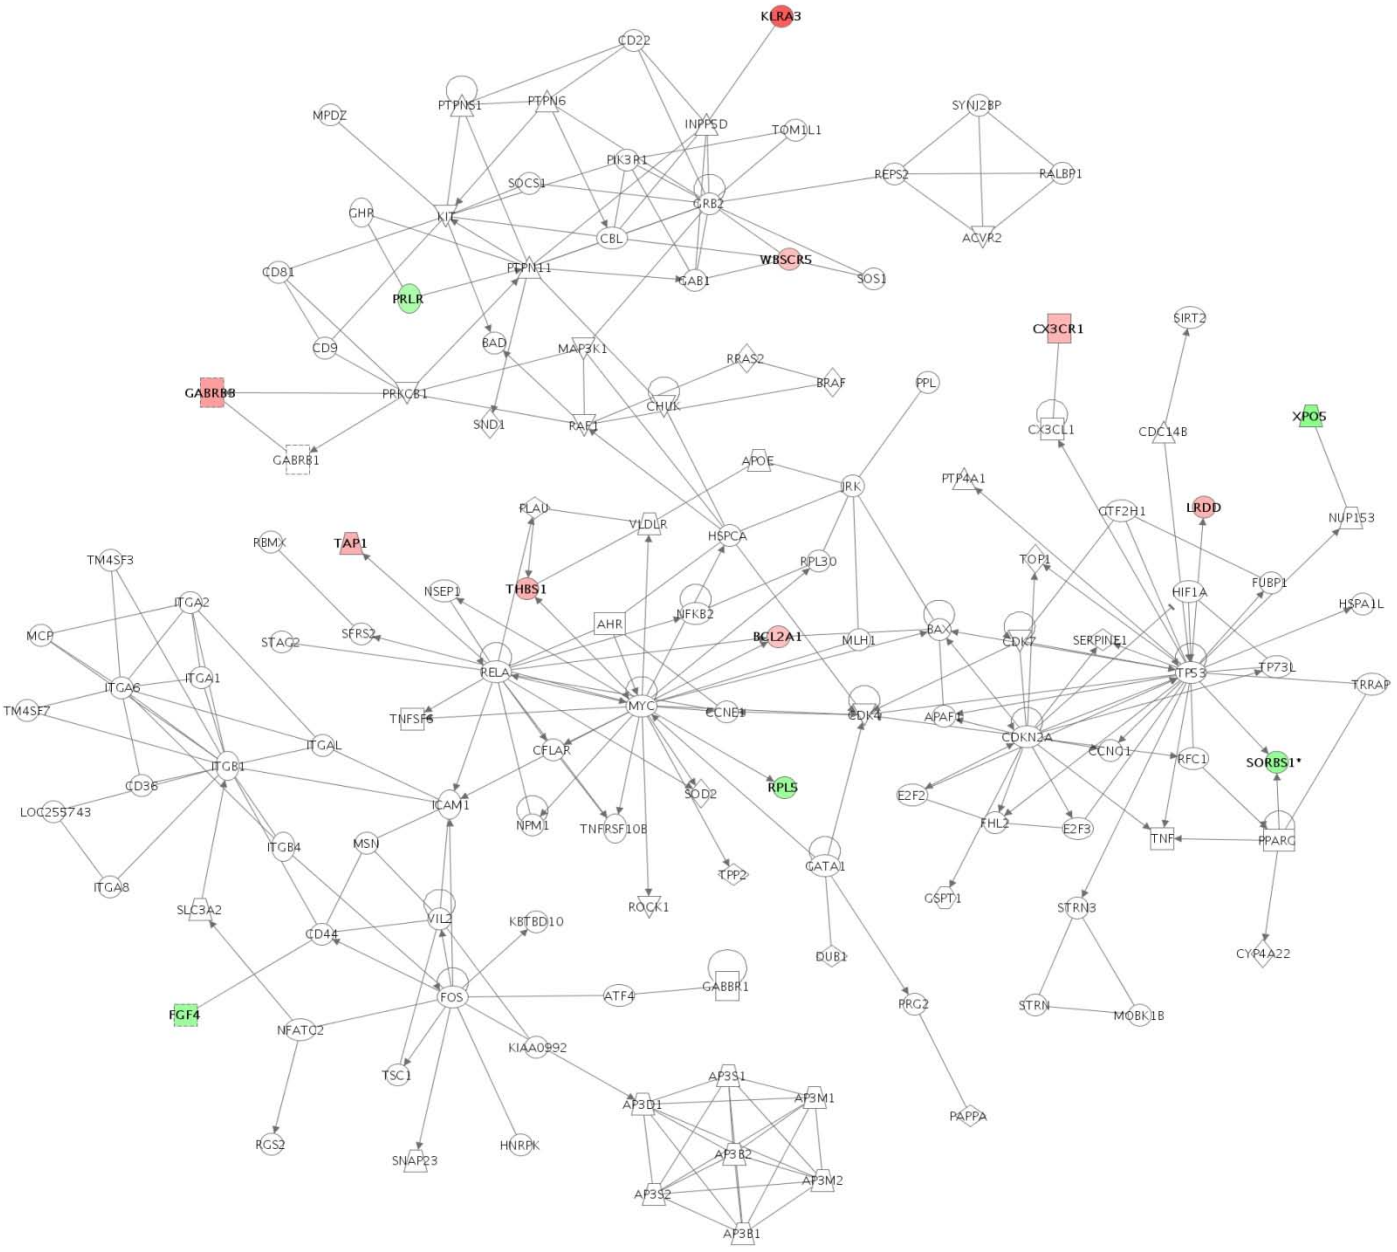 KLRA3
CD22
PTPNS1
PTPN6
SYNJ2BP
MPDZ
INPP5D
TOM1L1
PIK3R1
REPS2
RALBP1
SOCS1
GRB2
GHR
KIT
CBL
ACVR2
WBSCR5
CD81
PTPN11
GAB1
SOS1
PRLR
SIRT2
CX3CR1
BAD
CD9
MAP3K1
RRAS2
BRAF
PPL
GABRB3
PRKCB1
CHUK
XPO5
SND1
RAF1
CX3CL1
CDC14B
GABRB1
APOE
PTP4A1
JRK
PLAU
VLDLR
GTF2H1
LRDD
NUP153
HSPCA
RBMX
TAP1
TM4SF3
RPL30
TOP1
NSEP1
THBS1
FUBP1
HIF1A
ITGA2
HSPA1L
NFKB2
AHR
MCP
STAG2
SFRS2
BCL2A1
MLH1
BAX
CDK7
SERPINE1
RELA
TP53
TP73L
ITGA1
ITGA6
TRRAP
TM4SF7
TNFSF6
MYC
CCNE1
CDK4
APAF1
CDKN2A
ITGAL
CFLAR
CCNG1
RFC1
ITGB1
SORBS1*
CD36
RPL5
SOD2
E2F2
LOC255743
ICAM1
NPM1
TNFRSF10B
FHL2
E2F3
TNF
PPARG
ITGB4
MSN
GATA1
TPP2
ITGA8
GSPT1
SLC3A2
ROCK1
STRN3
VIL2
KBTBD10
CD44
DUB1
CYP4A22
GABBR1
FOS
ATF4
PRG2
STRN
MOBK1B
FGF4
NFATC2
KIAA0992
TSC1
AP3S1
AP3D1
AP3M1
PAPPA
RGS2
HNRPK
AP3B2
SNAP23
AP3M2
AP3S2
AP3B1